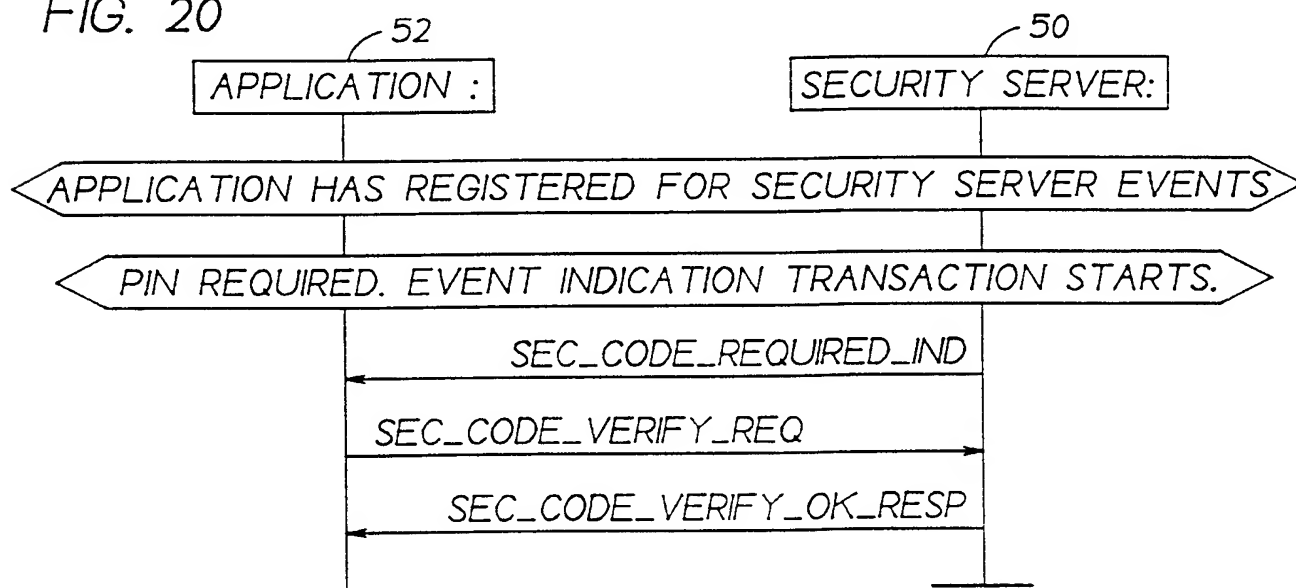 FIG. 20
52
50
APPLICATION :
SECURITY SERVER:
APPLICATION HAS REGISTERED FOR SECURITY SERVER EVENTS
PIN REQUIRED. EVENT INDICATION TRANSACTION STARTS.
SEC_CODE_REQUIRED_IND
SEC_CODE_VERIFY_REQ
SEC_CODE_VERIFY_OK_RESP